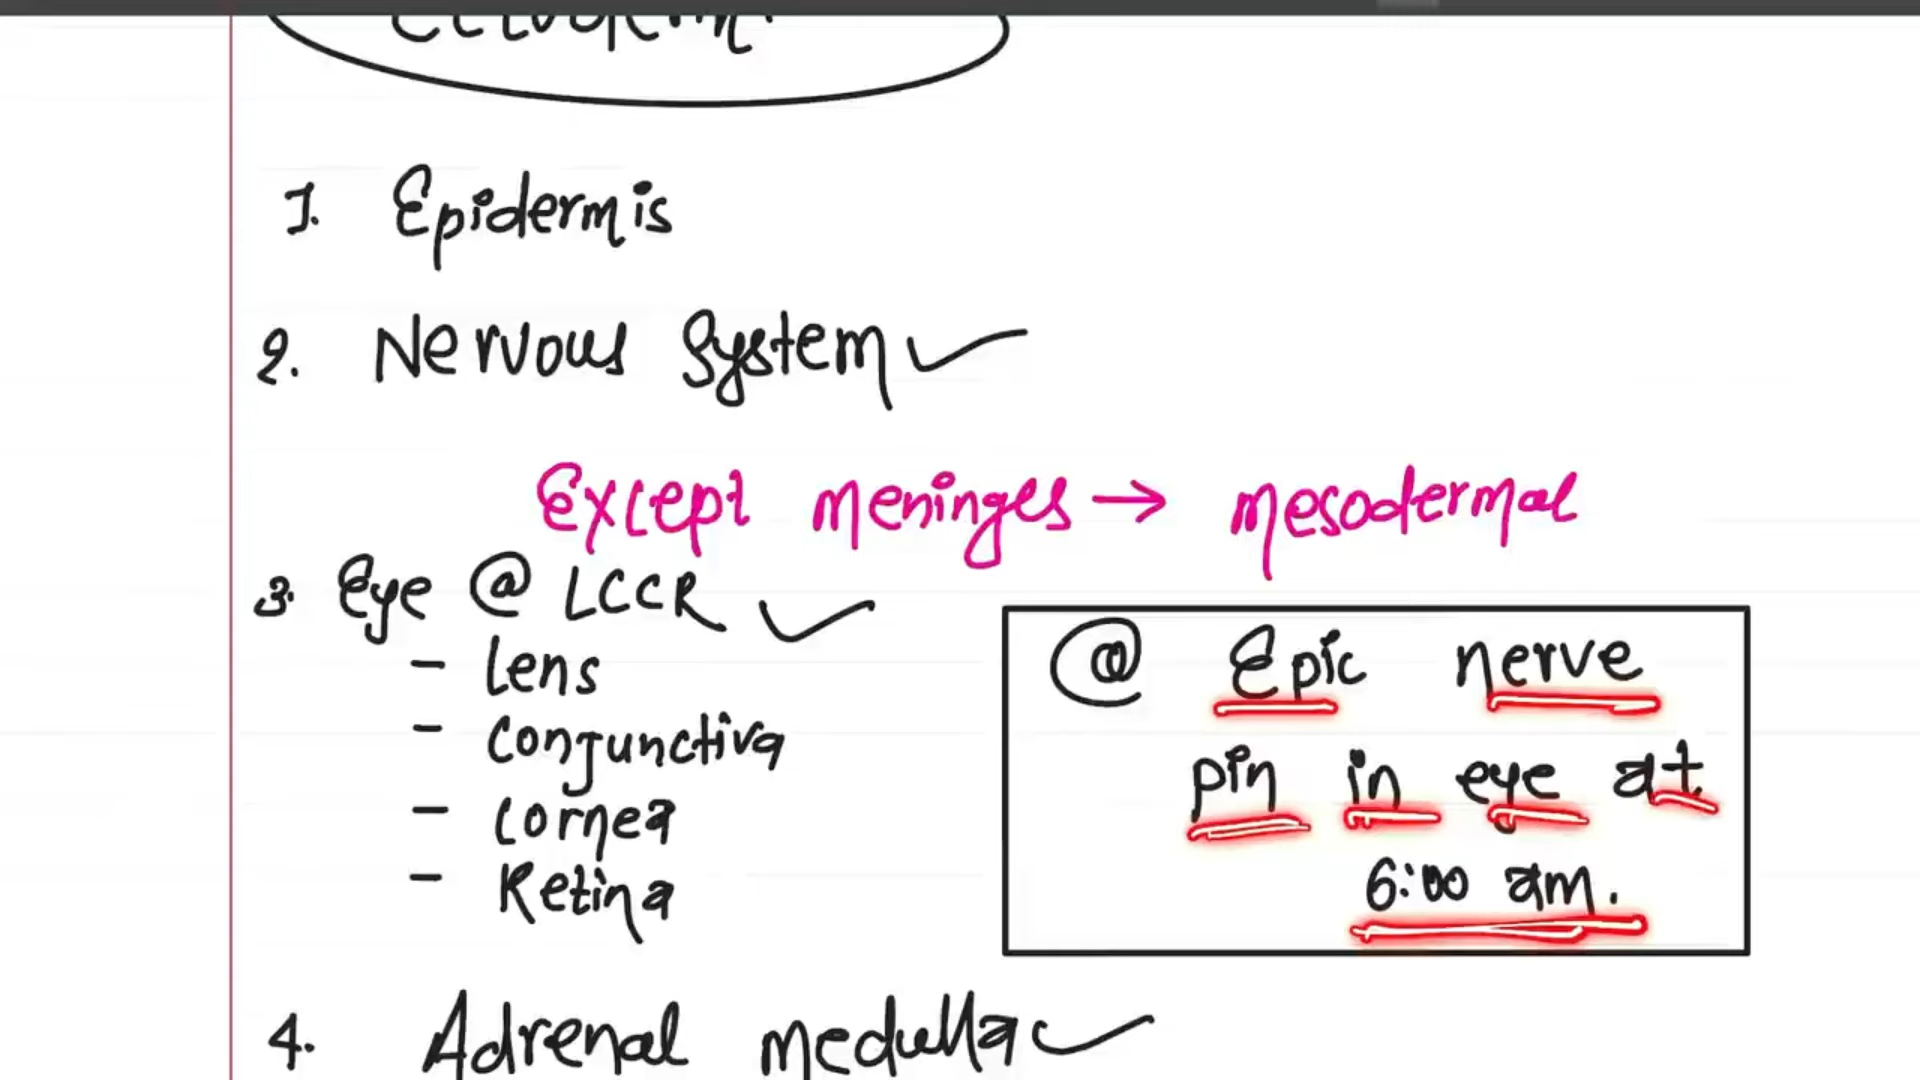 Ectoderm
1. Epidermis
2. Nervous System
Except meninges → mesodermal
3. Eye @ LCCR
- Lens
- Conjunctiva
- Cornea
- Retina
@ Epic nerve
pin in eye at
6:00 am.
4. Adrenal medulla